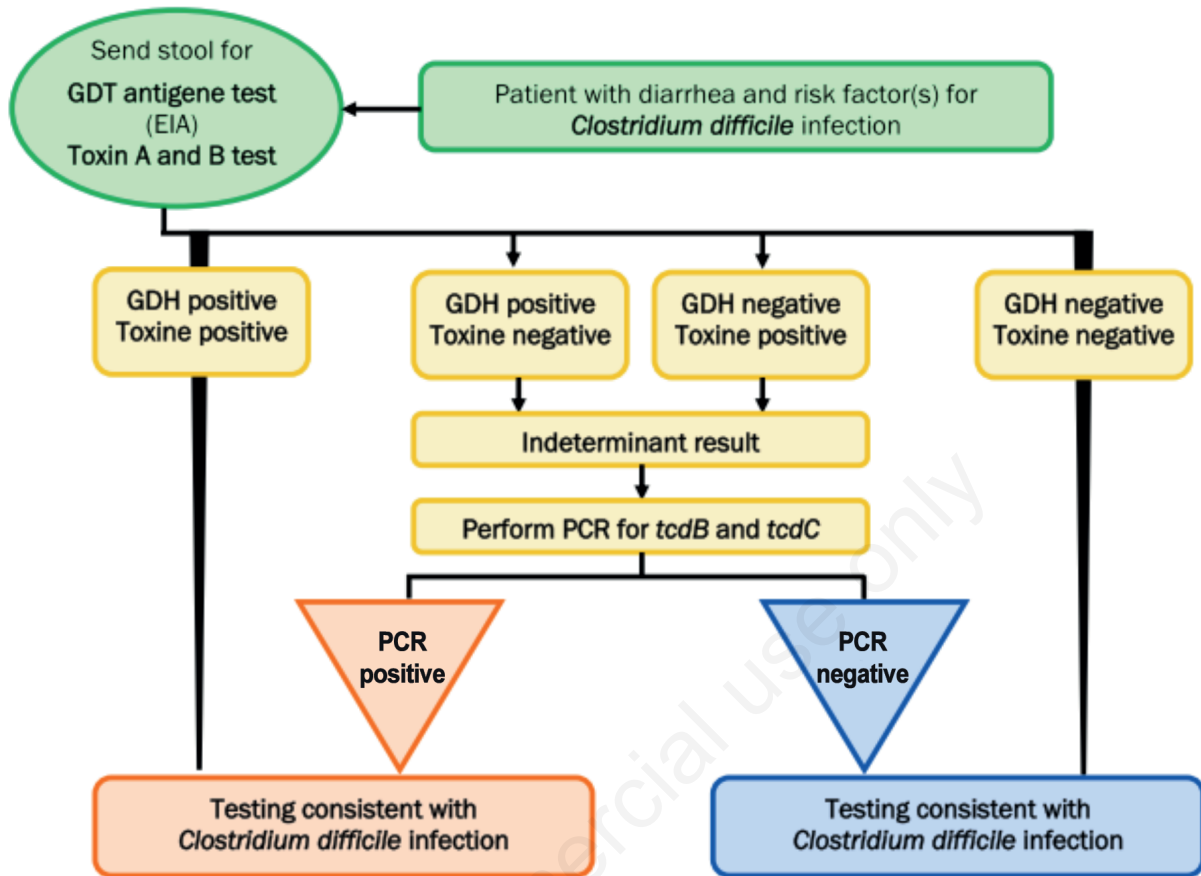 Send stool for
GDT antigene test
(EIA)
Toxin A and B test
Patient with diarrhea and risk factor(s) for
Clostridium difficile infection
GDH positive
Toxine positive
GDH positive
Toxine negative
GDH negative
Toxine positive
GDH negative
Toxine negative
Indeterminant result
Perform PCR for tcdB and tcdC
PCR
positive
PCR
negative
Testing consistent with
Clostridium difficile infection
Testing consistent with
Clostridium difficile infection
ercial use only